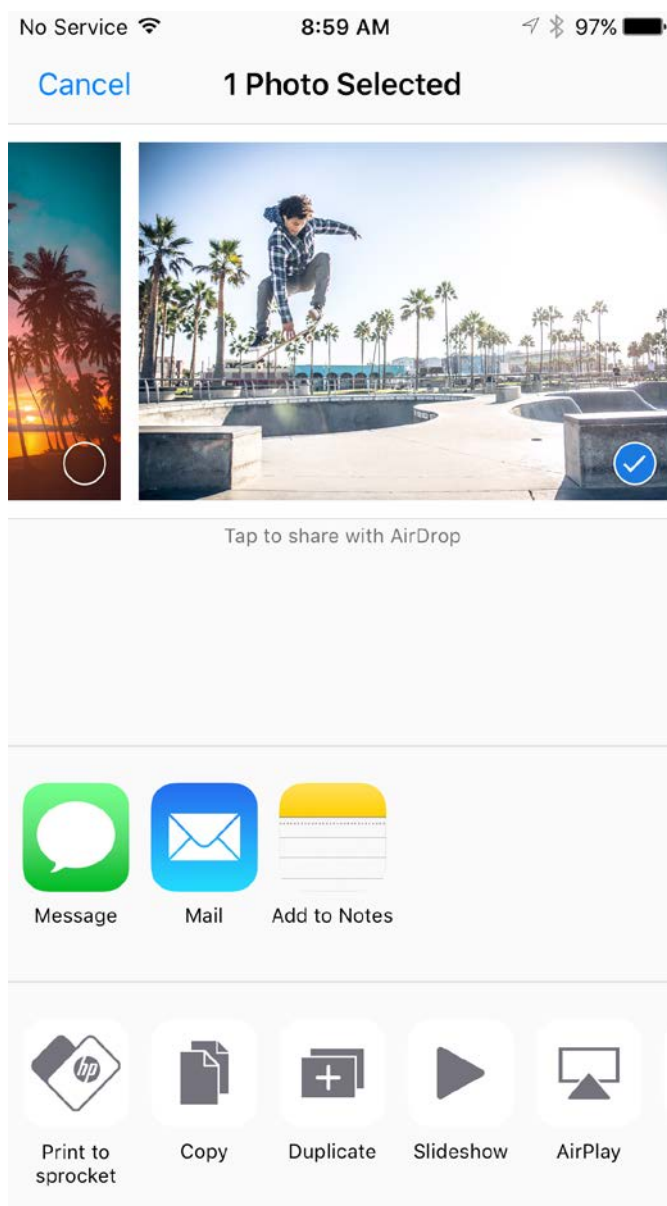 No Service 8:59 AM 97%
Cancel 1 Photo Selected
Tap to share with AirDrop
Message Mail Add to Notes
hp
Print to sprocket Copy Duplicate Slideshow AirPlay